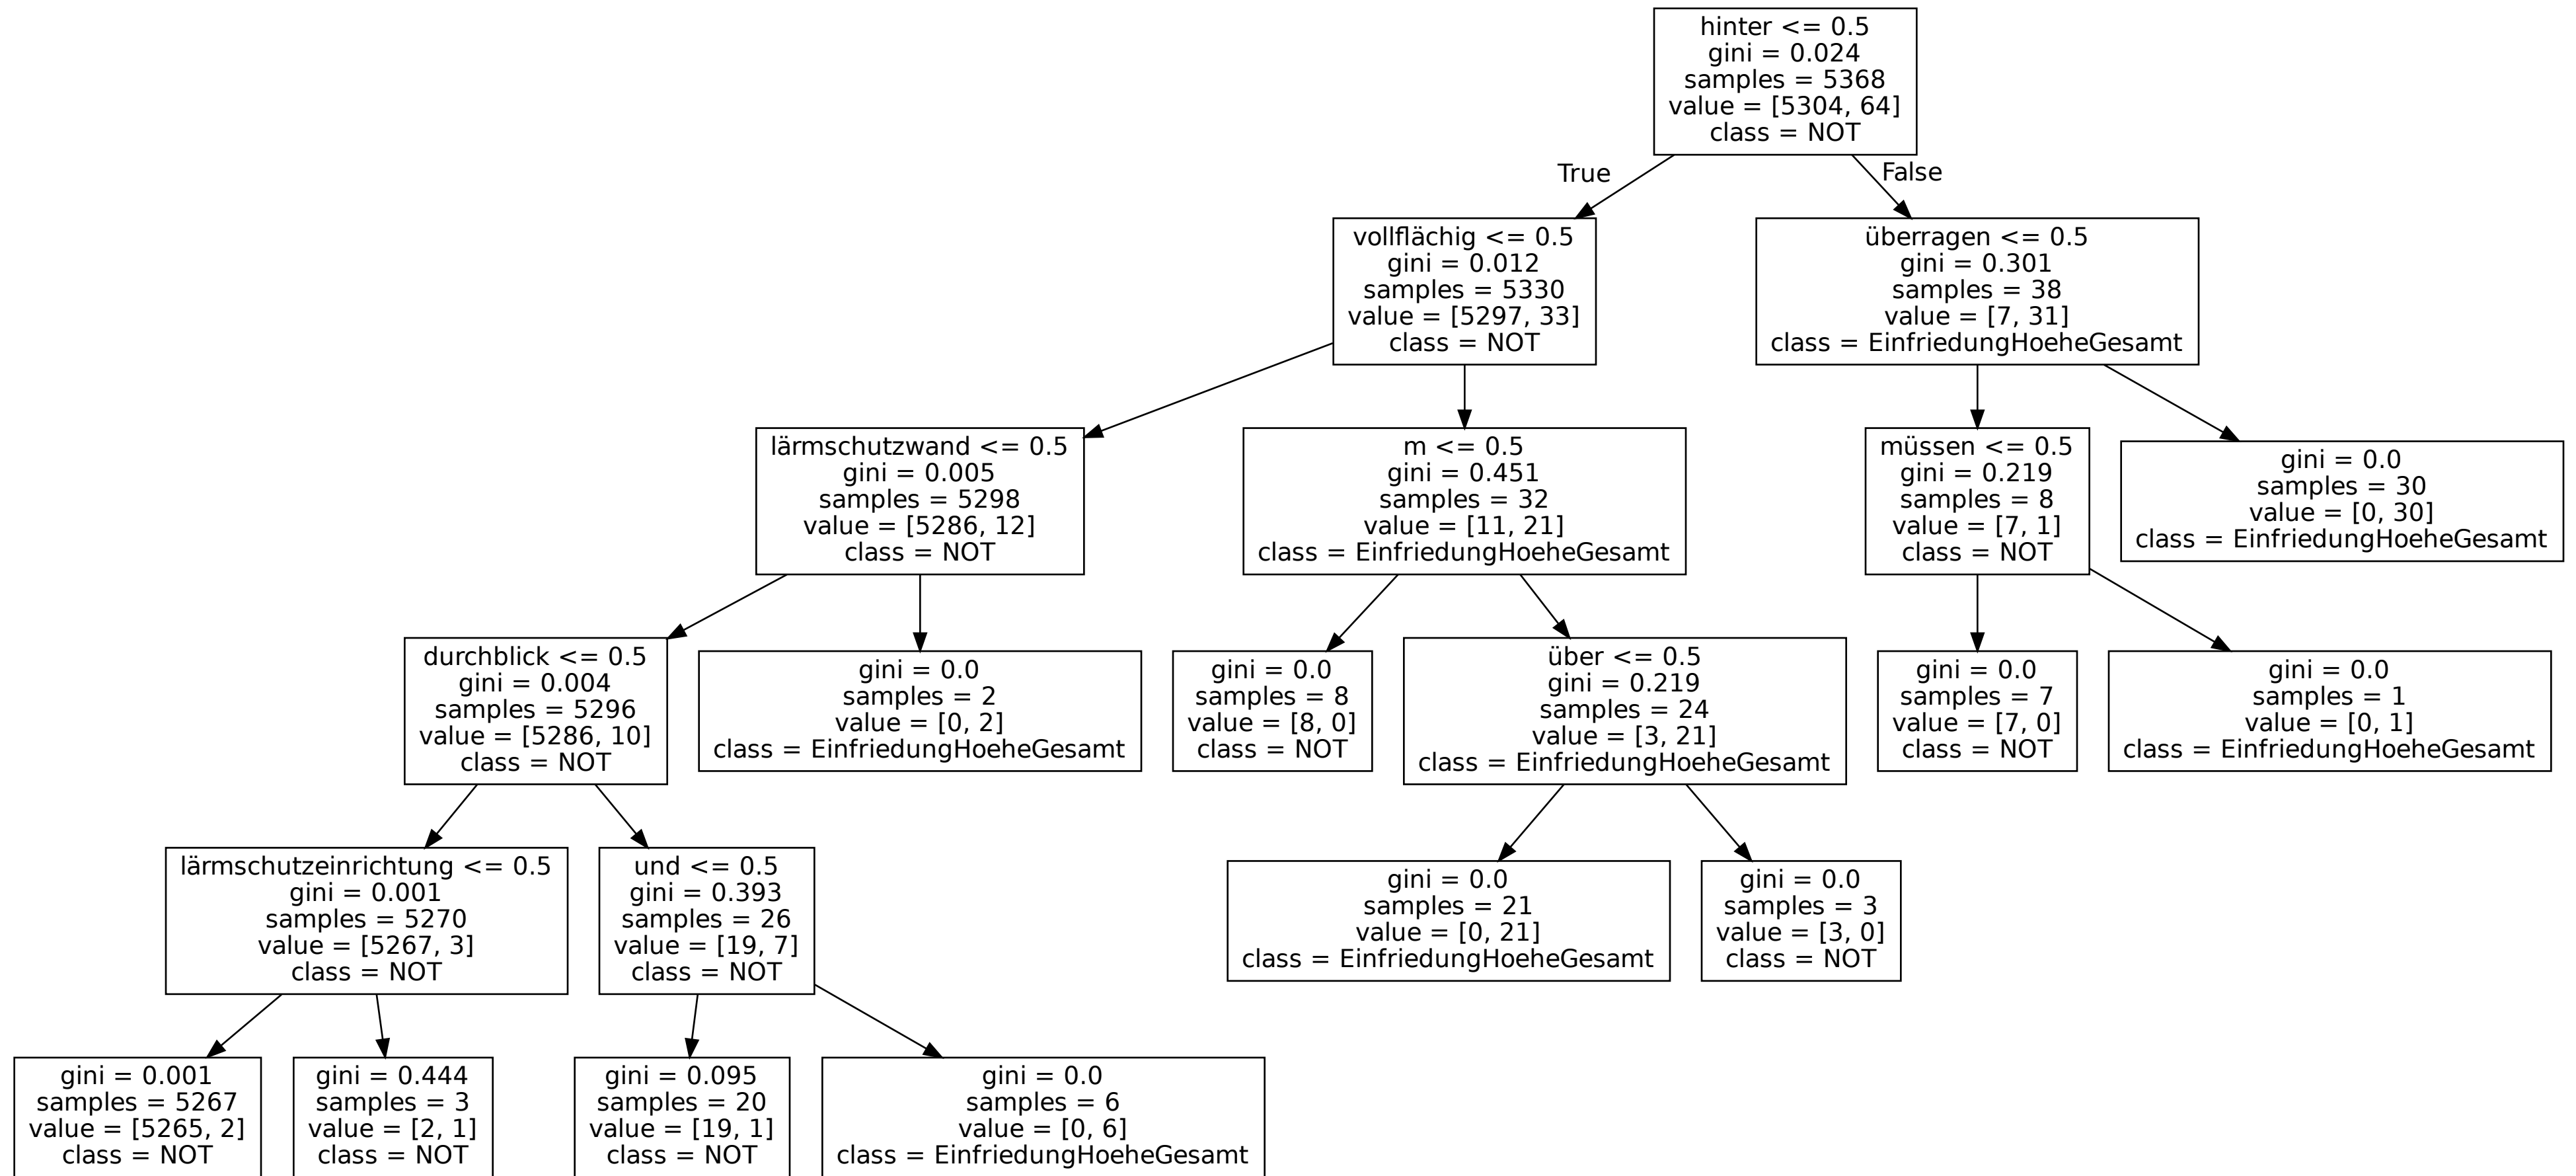 hinter <= 0.5
gini = 0.024
samples = 5368
value = [5304, 64]
class = NOT
True
False
vollflächig <= 0.5
gini = 0.012
samples = 5330
value = [5297, 33]
class = NOT
überragen <= 0.5
gini = 0.301
samples = 38
value = [7, 31]
class = EinfriedungHoeheGesamt
lärmschutzwand <= 0.5
gini = 0.005
samples = 5298
value = [5286, 12]
class = NOT
m <= 0.5
gini = 0.451
samples = 32
value = [11, 21]
class = EinfriedungHoeheGesamt
müssen <= 0.5
gini = 0.219
samples = 8
value = [7, 1]
class = NOT
gini = 0.0
samples = 30
value = [0, 30]
class = EinfriedungHoeheGesamt
durchblick <= 0.5
gini = 0.004
samples = 5296
value = [5286, 10]
class = NOT
gini = 0.0
samples = 2
value = [0, 2]
class = EinfriedungHoeheGesamt
gini = 0.0
samples = 8
value = [8, 0]
class = NOT
über <= 0.5
gini = 0.219
samples = 24
value = [3, 21]
class = EinfriedungHoeheGesamt
gini = 0.0
samples = 7
value = [7, 0]
class = NOT
gini = 0.0
samples = 1
value = [0, 1]
class = EinfriedungHoeheGesamt
lärmschutzeinrichtung <= 0.5
gini = 0.001
samples = 5270
value = [5267, 3]
class = NOT
und <= 0.5
gini = 0.393
samples = 26
value = [19, 7]
class = NOT
gini = 0.0
samples = 21
value = [0, 21]
class = EinfriedungHoeheGesamt
gini = 0.0
samples = 3
value = [3, 0]
class = NOT
gini = 0.001
samples = 5267
value = [5265, 2]
class = NOT
gini = 0.444
samples = 3
value = [2, 1]
class = NOT
gini = 0.095
samples = 20
value = [19, 1]
class = NOT
gini = 0.0
samples = 6
value = [0, 6]
class = EinfriedungHoeheGesamt